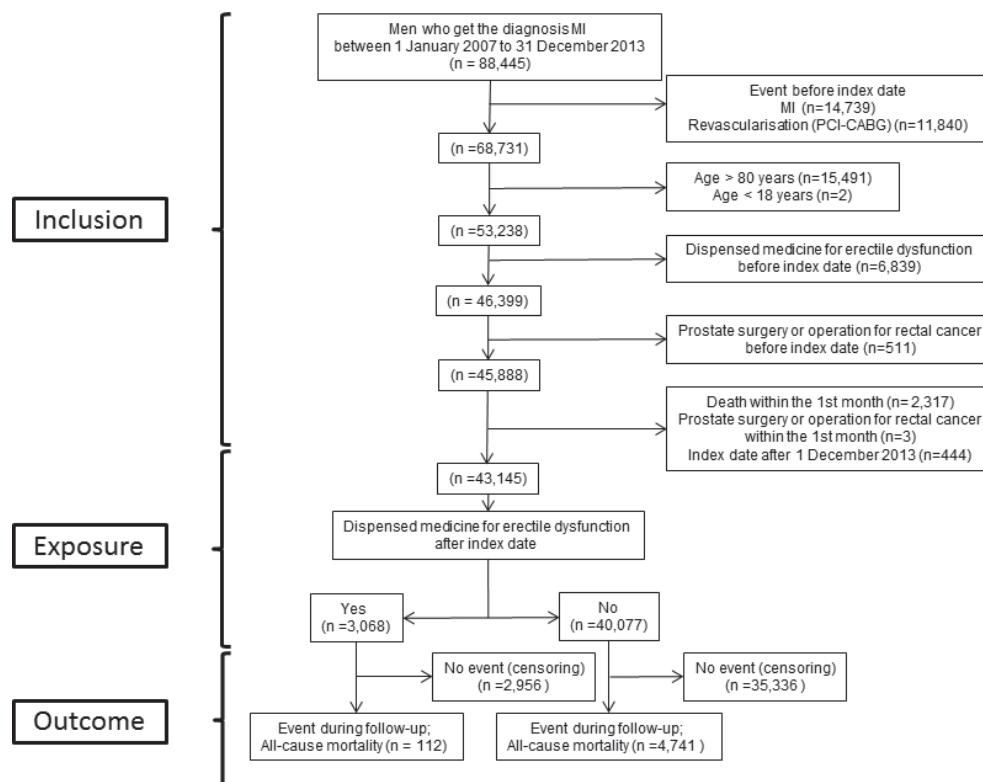 Men who get the diagnosis MI
between 1 January 2007 to 31 December 2013
(n = 88,445)
Event before index date
MI (n=14,739)
Revascularisation (PCI-CABG) (n=11,840)
(n =68,731)
Age > 80 years (n=15,491)
Age < 18 years (n=2)
Inclusion
(n =53,238)
Dispensed medicine for erectile dysfunction
before index date (n=6,839)
(n = 46,399)
Prostate surgery or operation for rectal cancer
before index date (n=511)
(n =45,888)
Death within the 1st month (n= 2,317)
Prostate surgery or operation for rectal cancer
within the 1st month (n=3)
Index date after 1 December 2013 (n=444)
(n =43,145)
Exposure
Dispensed medicine for erectile dysfunction
after index date
Yes
(n =3,068)
No
(n =40,077)
No event (censoring)
(n =2,956 )
No event (censoring)
(n =35,336 )
Outcome
Event during follow-up;
All-cause mortality (n = 112)
Event during follow-up;
All-cause mortality (n =4,741 )